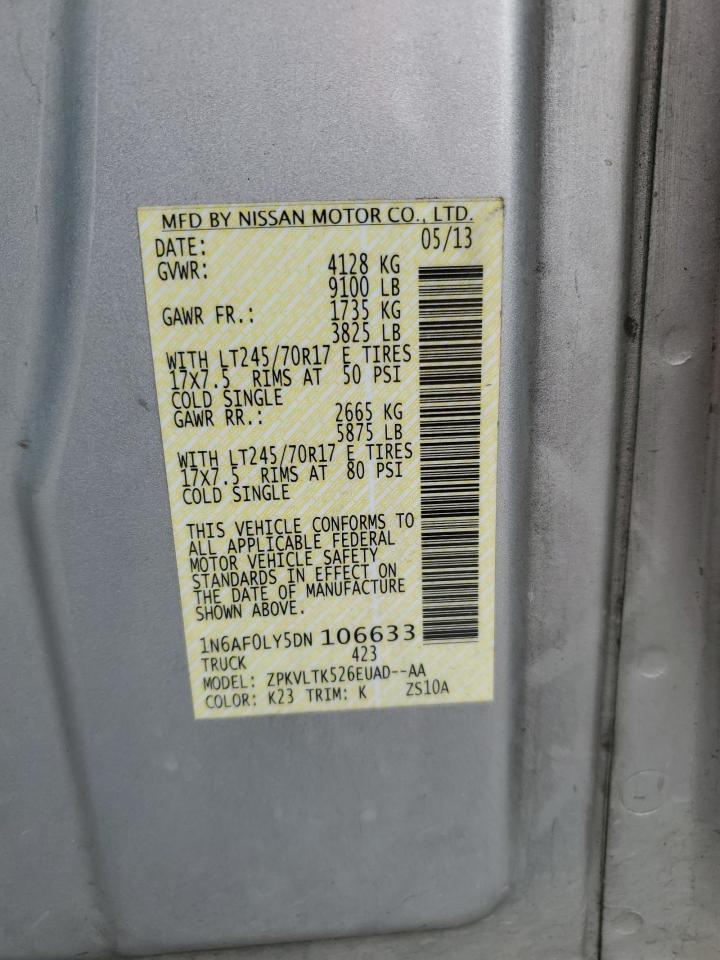 MFD BY NISSAN MOTOR CO., LTD.
DATE: 05/13
GVWR: 4128 KG
9100 LB
GAWR FR.: 1735 KG
3825 LB
WITH LT245/70R17 E TIRES
17X7.5 RIMS AT 50 PSI
COLD SINGLE
GAWR RR.: 2665 KG
5875 LB
WITH LT245/70R17 E TIRES
17X7.5 RIMS AT 80 PSI
COLD SINGLE
THIS VEHICLE CONFORMS TO
ALL APPLICABLE FEDERAL
MOTOR VEHICLE SAFETY
STANDARDS IN EFFECT ON
THE DATE OF MANUFACTURE
SHOWN ABOVE.
1N6AF0LY5DN 106633
TRUCK 423
MODEL: ZPKVLTK526EUAD--AA
COLOR: K23 TRIM: K ZS10A